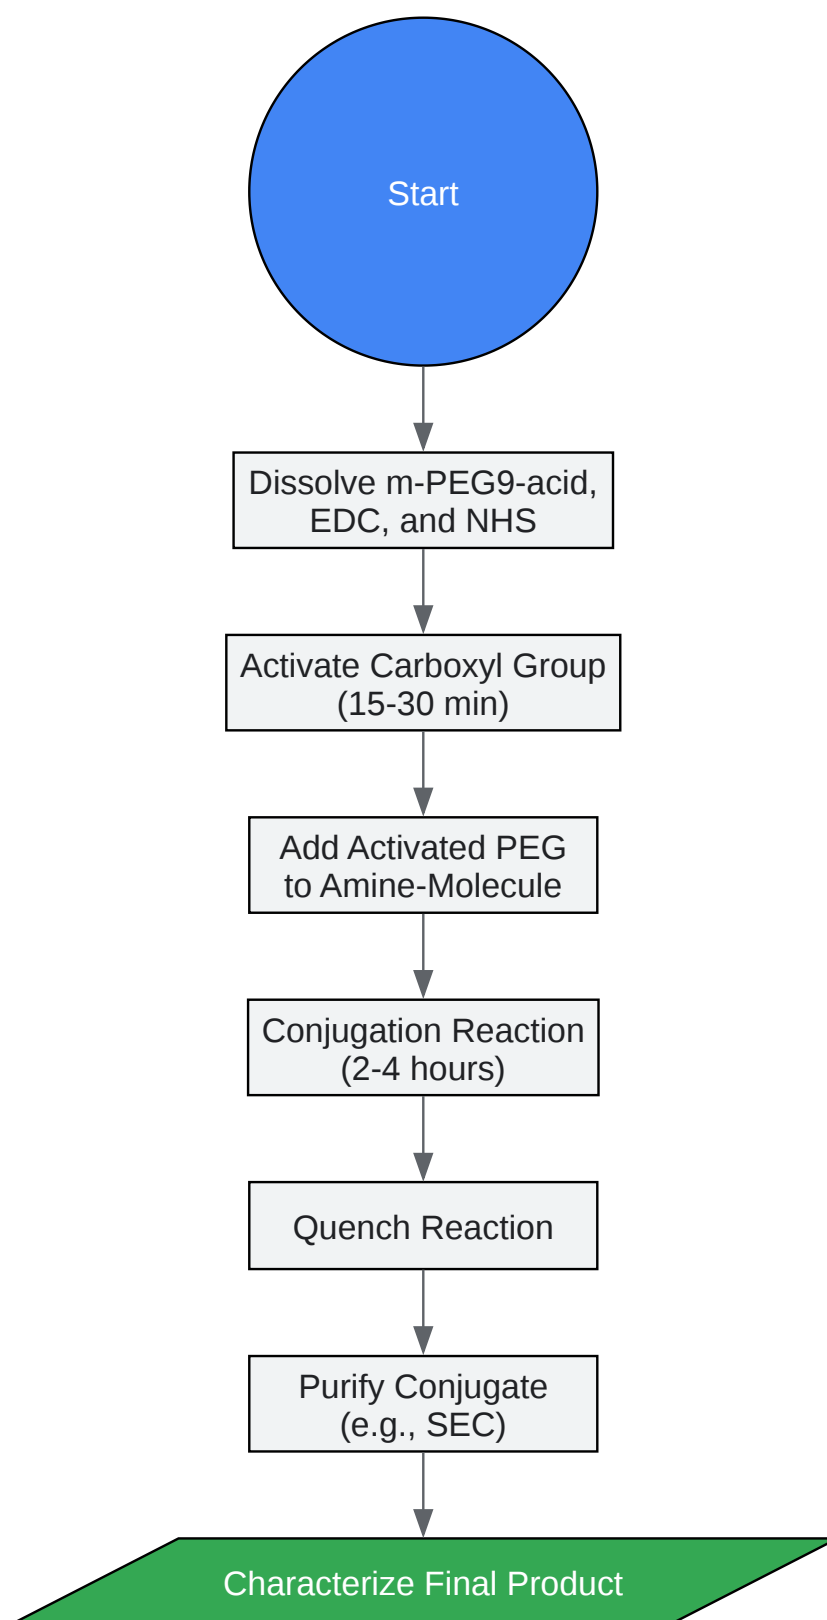 Start
Dissolve m-PEG9-acid,
EDC, and NHS
Activate Carboxyl Group
(15-30 min)
Add Activated PEG
to Amine-Molecule
Conjugation Reaction
(2-4 hours)
Quench Reaction
Purify Conjugate
(e.g., SEC)
Characterize Final Product